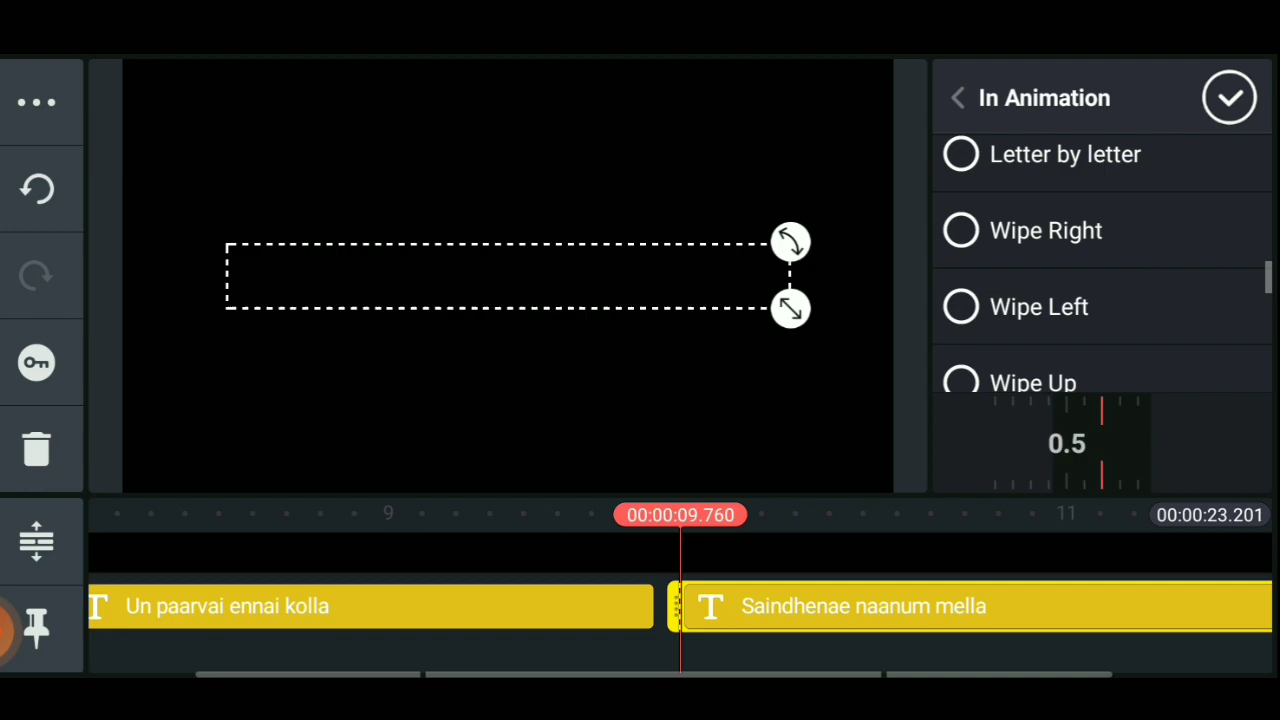 In Animation
Letter by letter
Wipe Right
Wipe Left
Wipe Up
0.5
9
00:00:09.760
11
00:00:23.201
T Un paarvai ennai kolla
T Saindhenae naanum mella